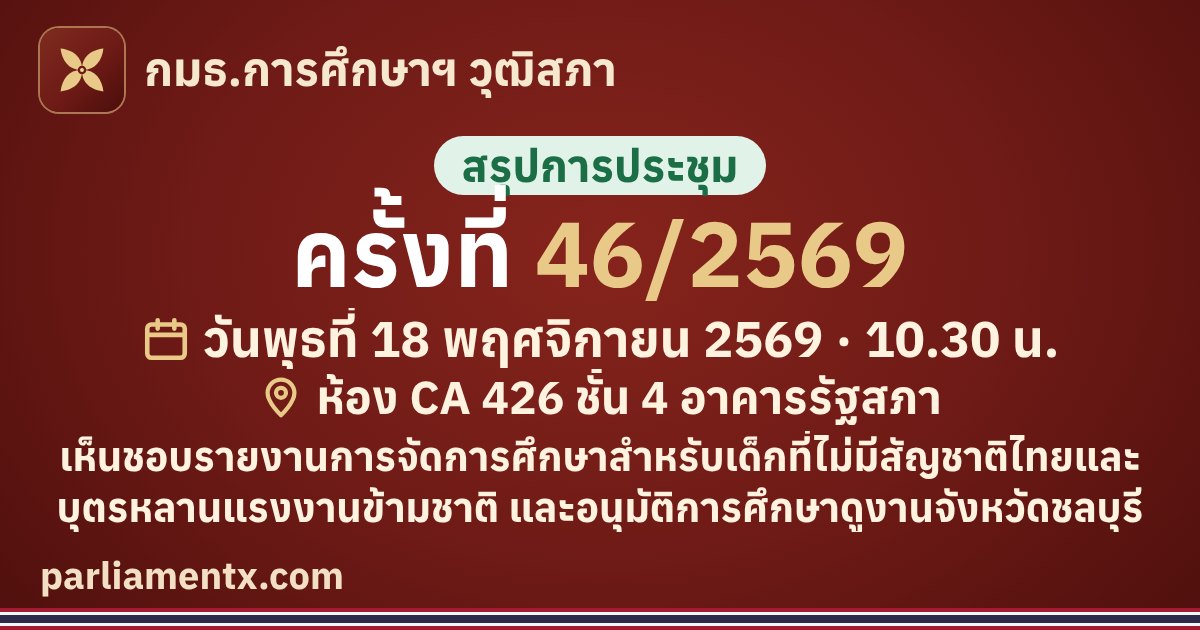 กมธ.การศึกษาฯ วุฒิสภา
สรุปการประชุม
ครั้งที่ 46/2569
วันพุธที่ 18 พฤศจิกายน 2569 · 10.30 น.
ห้อง CA 426 ชั้น 4 อาคารรัฐสภา
เห็นชอบรายงานการจัดการศึกษาสำหรับเด็กที่ไม่มีสัญชาติไทยและ
บุตรหลานแรงงานข้ามชาติ และอนุมัติการศึกษาดูงานจังหวัดชลบุรี
parliamentx.com